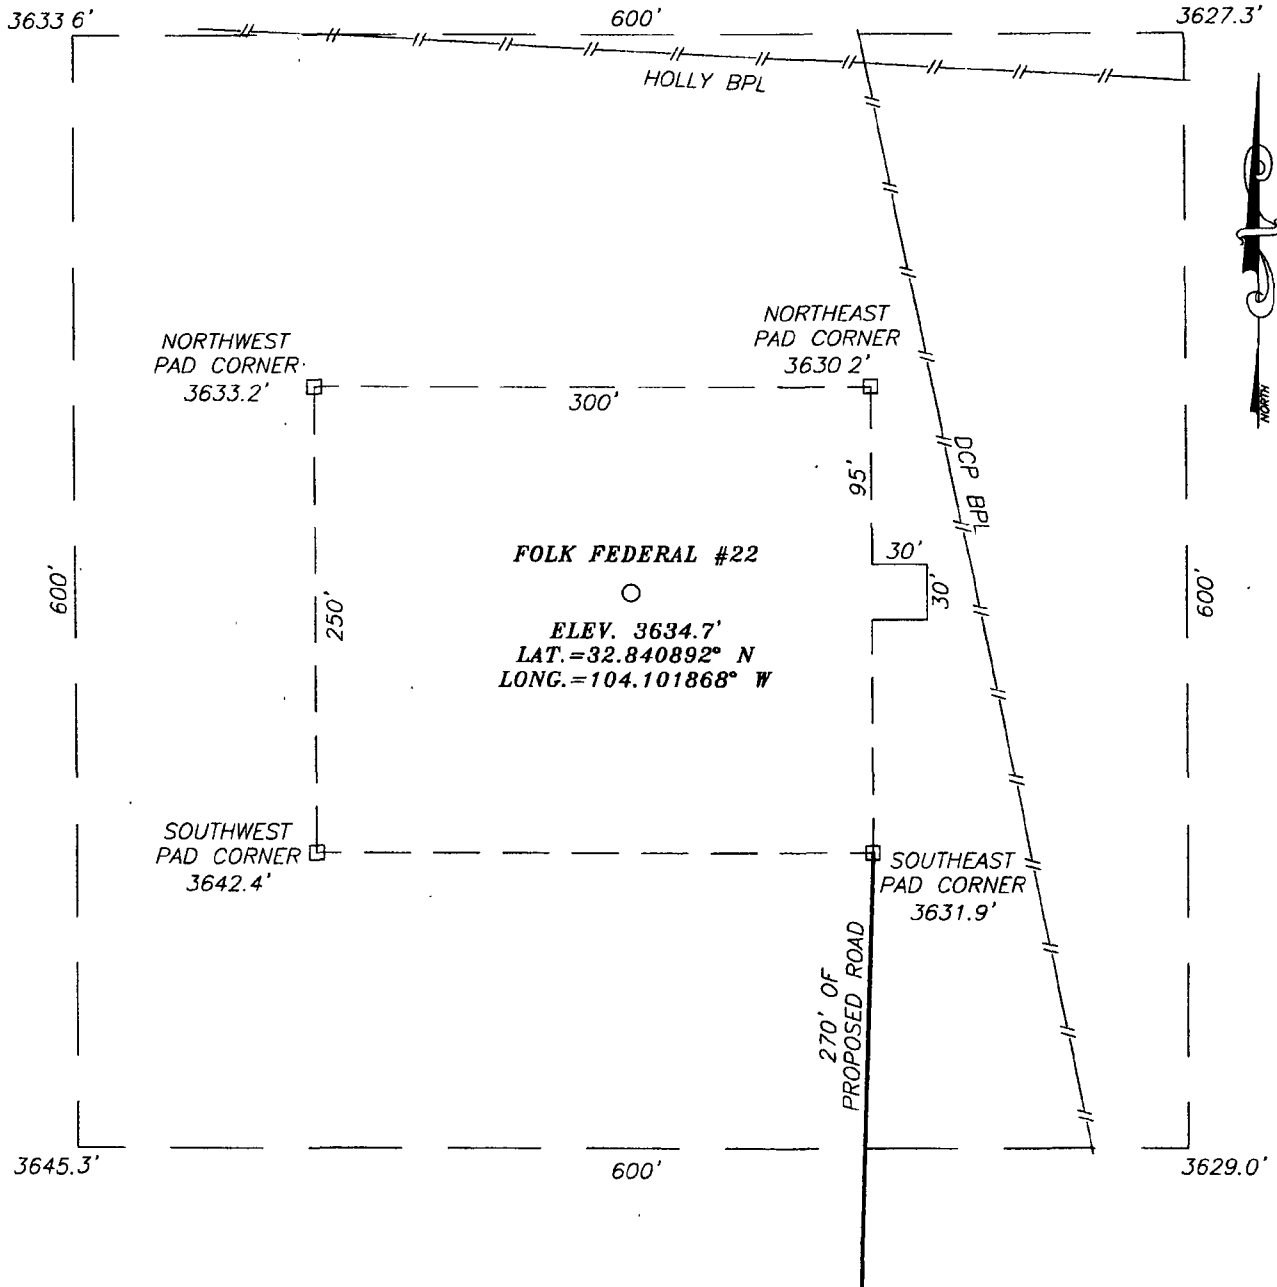 3633 6'
600'
3627.3'
HOLLY BPL
NORTH
NORTHWEST
PAD CORNER
3633.2'
NORTHEAST
PAD CORNER
3630 2'
300'
95'
DCP BPL
30'
30'
FOLK FEDERAL #22
ELEV. 3634.7'
LAT.=32.840892° N
LONG.=104.101868° W
600'
250'
600'
SOUTHWEST
PAD CORNER
3642.4'
SOUTHEAST
PAD CORNER
3631.9'
270' OF
PROPOSED ROAD
3645.3'
600'
3629.0'